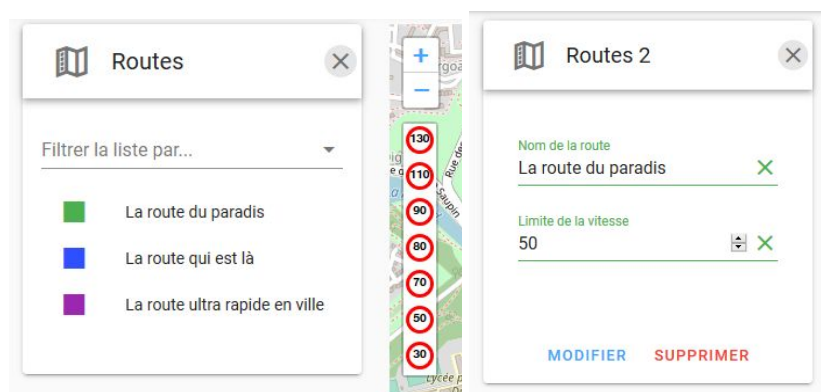 Routes
Filtrer la liste par...
La route du paradis
La route qui est là
La route ultra rapide en ville
+
−
130
110
90
80
70
50
30
Saupin
Lycée
Routes 2
Nom de la route
La route du paradis
Limite de la vitesse
50
MODIFIER SUPPRIMER